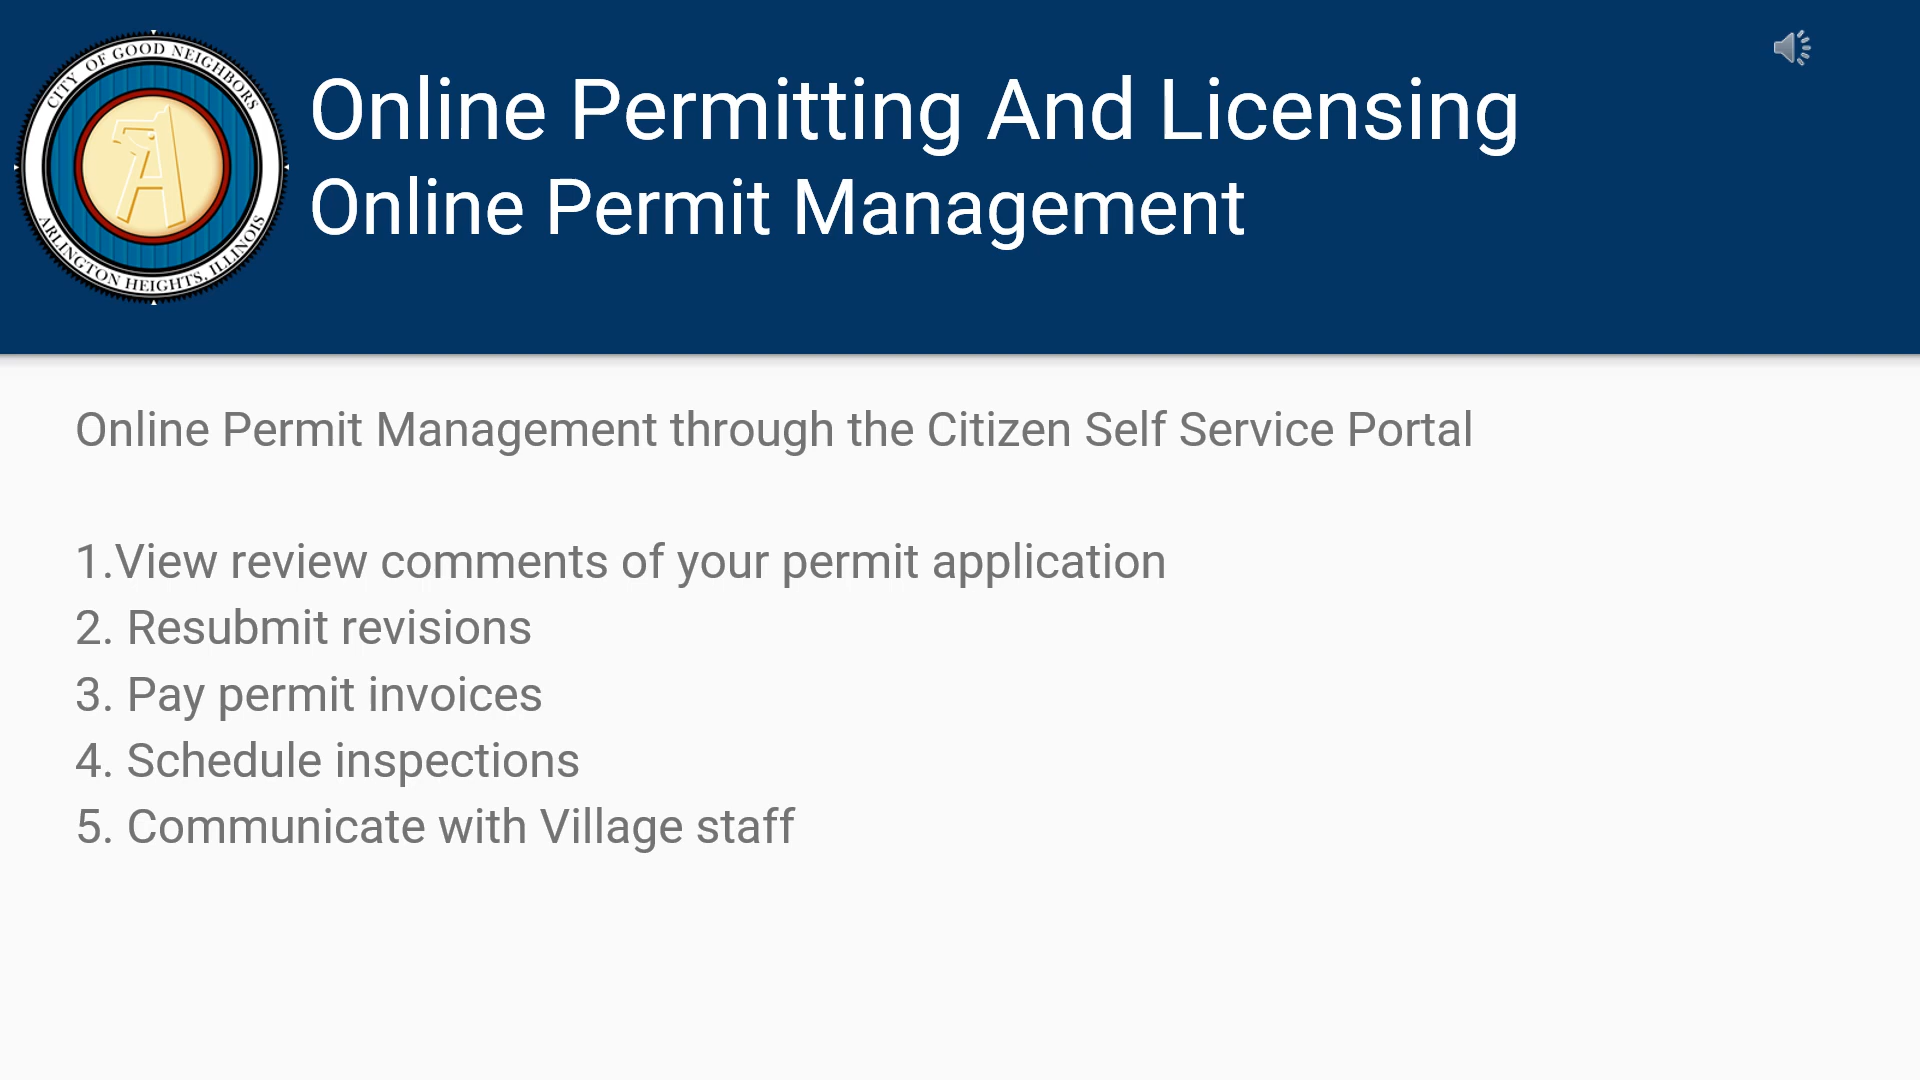 CITY OF GOOD NEIGHBORS
ARLINGTON HEIGHTS, ILLINOIS
Online Permitting And Licensing
Online Permit Management
Online Permit Management through the Citizen Self Service Portal
1.View review comments of your permit application
2. Resubmit revisions
3. Pay permit invoices
4. Schedule inspections
5. Communicate with Village staff